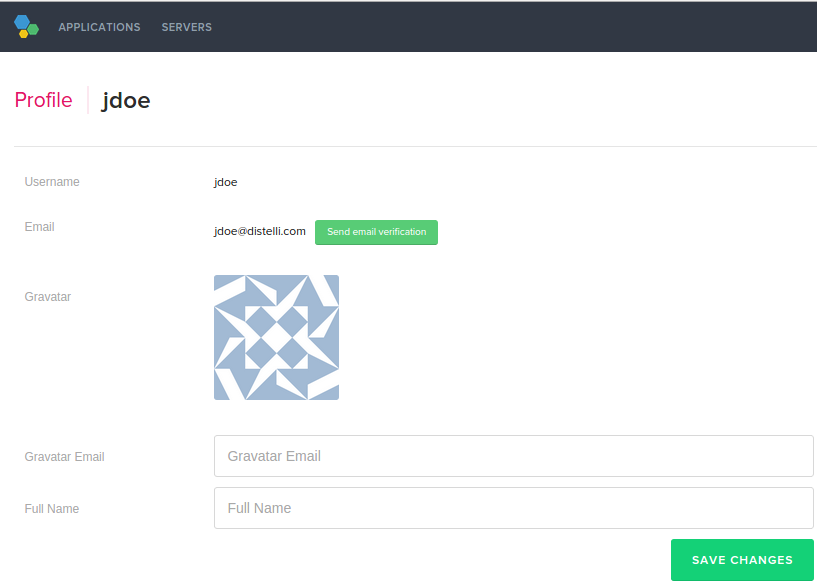 APPLICATIONS SERVERS
Profile jdoe
Username jdoe
Email jdoe@distelli.com Send email verification
Gravatar
Gravatar Email Gravatar Email
Full Name Full Name
SAVE CHANGES